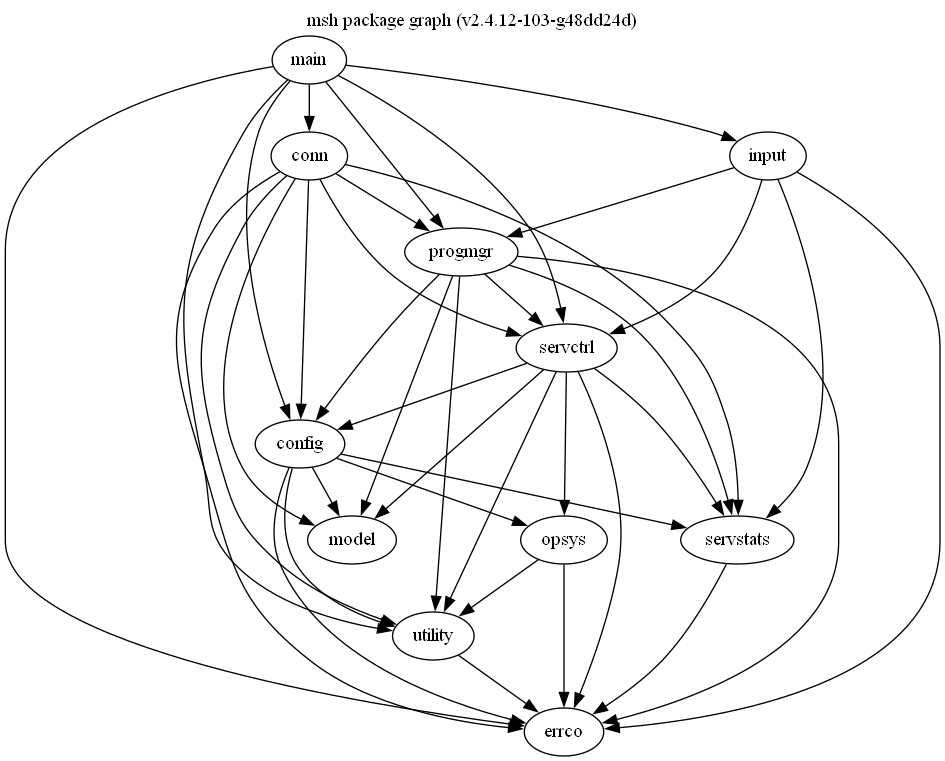 msh package graph (v2.4.12-103-g48dd24d)
main
conn
input
progmgr
servctrl
config
model
opsys
servstats
utility
errco